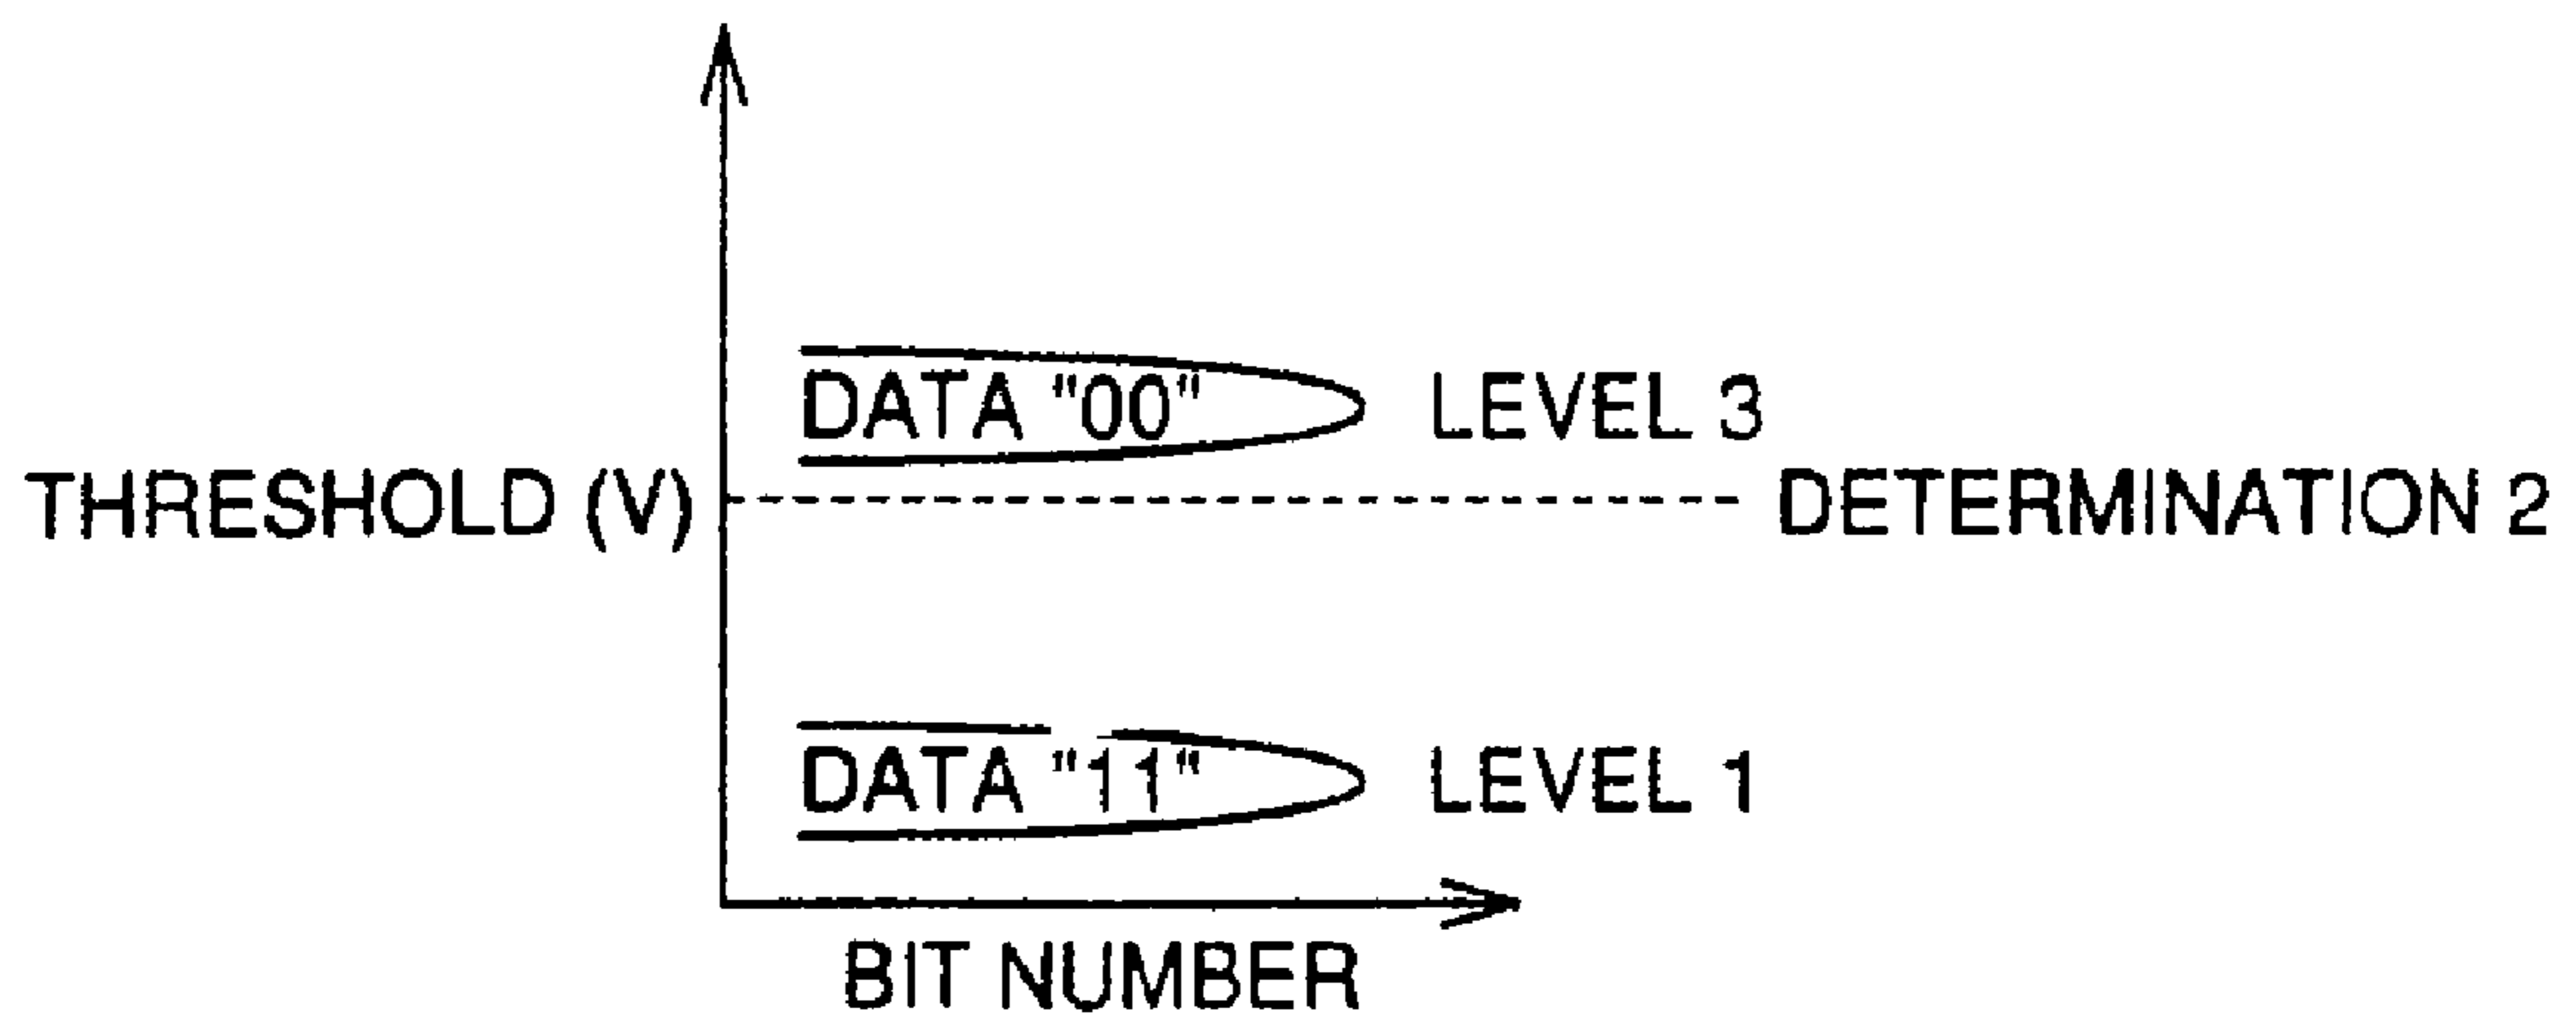 DATA "00" LEVEL 3
THRESHOLD (V) DETERMINATION 2
DATA "11" LEVEL 1
BIT NUMBER